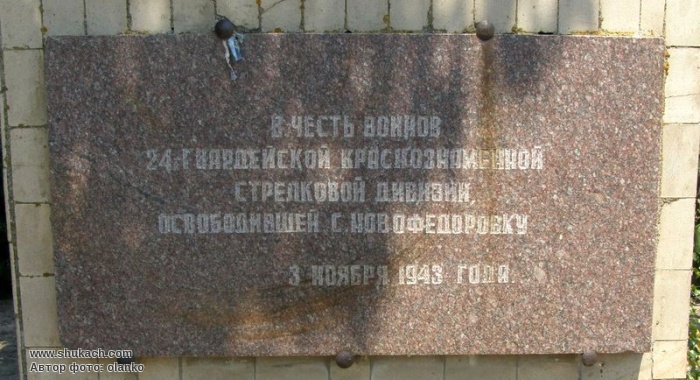 В ЧЕСТЬ ВОИНОВ
24 ГВАРДЕЙСКОЙ КРАСНОЗНАМЕННОЙ
СТРЕЛКОВОЙ ДИВИЗИИ,
ОСВОБОДИВШЕЙ С. НОВОФЕДОРОВКУ
3 НОЯБРЯ 1943 ГОДА.
www.shukach.com
Автор фото: olanko